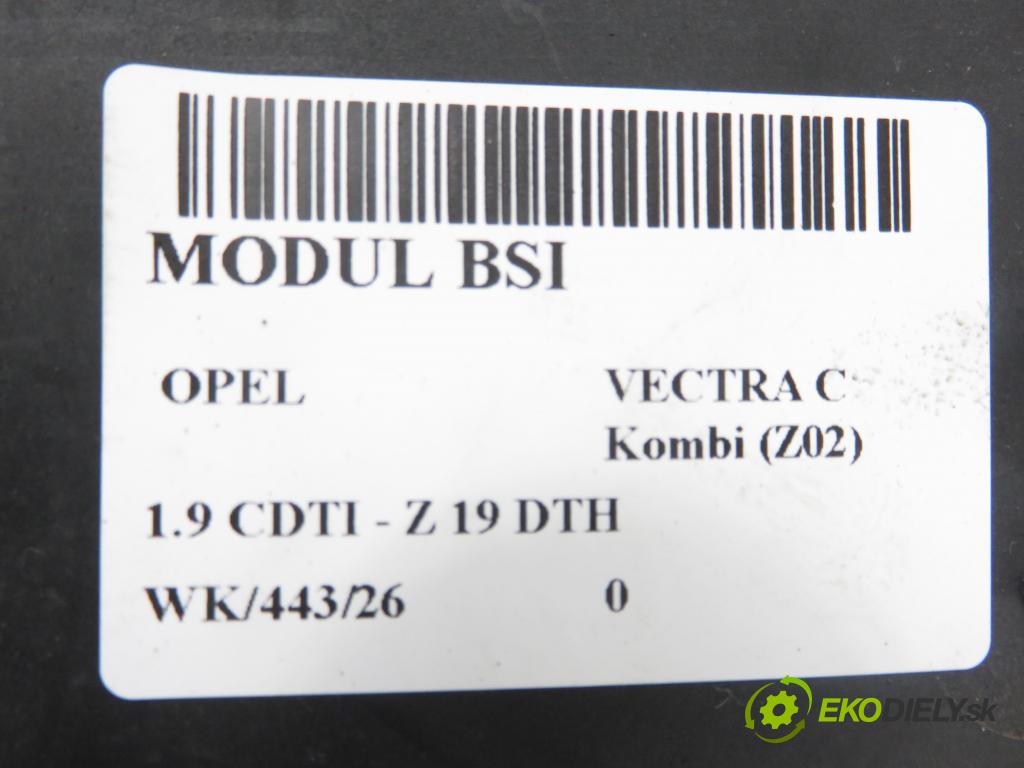 MODUL BSI
OPEL VECTRA C
Kombi (Z02)
1.9 CDTI - Z 19 DTH
WK/443/26 0
EKODIELY.sk